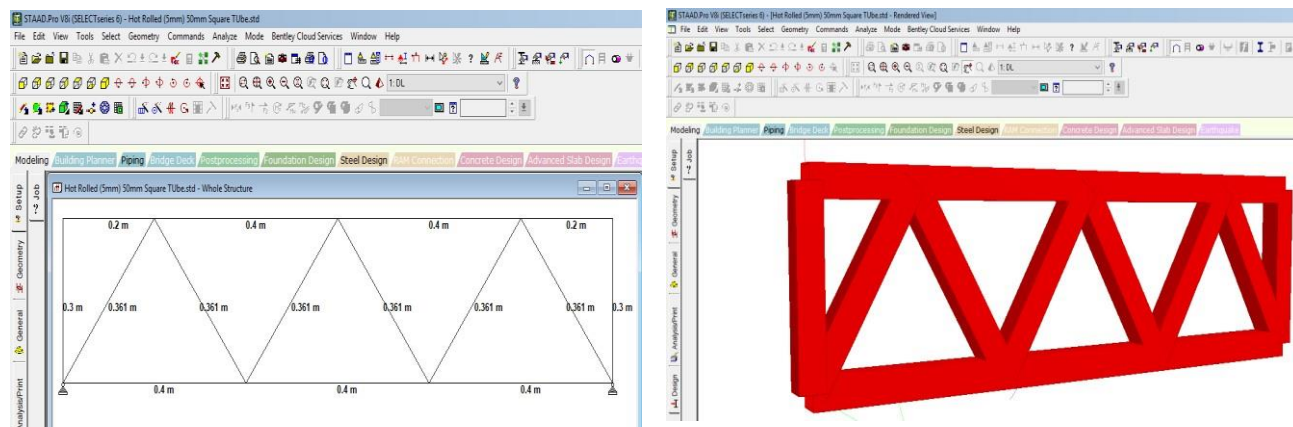 STAAD.Pro V8i (SELECTseries 6) - Hot Rolled (5mm) 50mm Square TUbe.std
File Edit View Tools Select Geometry Commands Analyze Mode Bentley Cloud Services Window Help
1: DL
Modeling Building Planner Piping Bridge Deck Postprocessing Foundation Design Steel Design RAM Connection Concrete Design Advanced Slab Design Earthq
Setup
Geometry
General
Analysis/Print
Job
Hot Rolled (5mm) 50mm Square TUbe.std - Whole Structure
0.2 m 0.4 m 0.4 m 0.2 m
0.3 m 0.361 m 0.361 m 0.361 m 0.361 m 0.361 m 0.361 m 0.3 m
0.4 m 0.4 m 0.4 m
STAAD.Pro V8i (SELECTseries 6) - [Hot Rolled (5mm) 50mm Square TUbe.std - Rendered View]
File Edit View Tools Select Geometry Commands Analyze Mode Bentley Cloud Services Window Help
1: DL
Modeling Building Planner Piping Bridge Deck Postprocessing Foundation Design Steel Design RAM Connection Concrete Design Advanced Slab Design Earthquake
Setup
Geometry
General
Analysis/Print
Design
Job